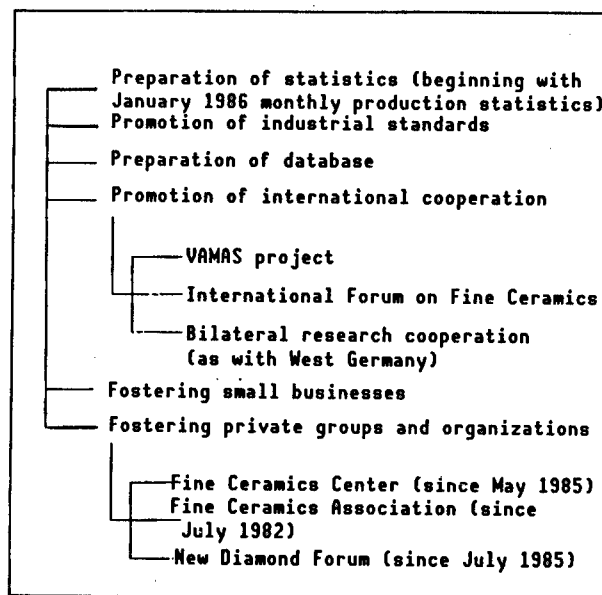 Preparation of statistics (beginning with
January 1986 monthly production statistics)
Promotion of industrial standards
Preparation of database
Promotion of international cooperation
VAMAS project
International Forum on Fine Ceramics
Bilateral research cooperation
(as with West Germany)
Fostering small businesses
Fostering private groups and organizations
Fine Ceramics Center (since May 1985)
Fine Ceramics Association (since
July 1982)
New Diamond Forum (since July 1985)